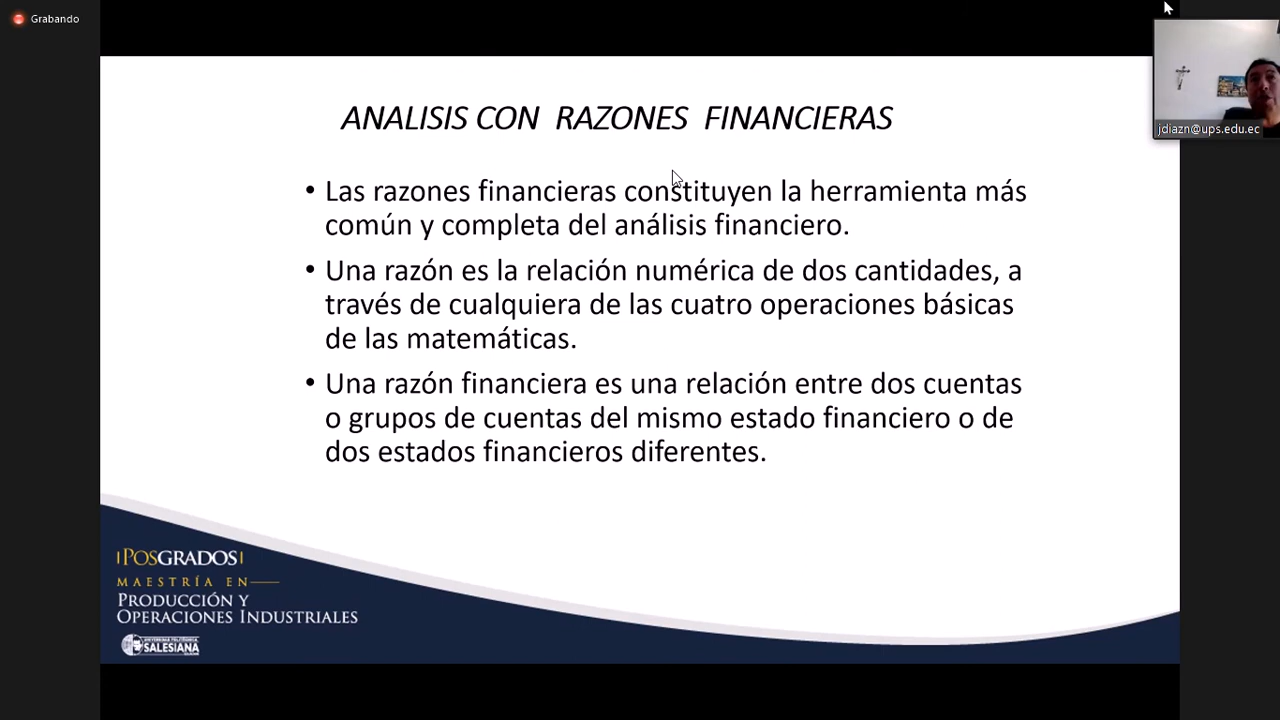 Grabando
jdiazn@ups.edu.ec
ANALISIS CON RAZONES FINANCIERAS
• Las razones financieras constituyen la herramienta más
común y completa del análisis financiero.
• Una razón es la relación numérica de dos cantidades, a
través de cualquiera de las cuatro operaciones básicas
de las matemáticas.
• Una razón financiera es una relación entre dos cuentas
o grupos de cuentas del mismo estado financiero o de
dos estados financieros diferentes.
POSGRADOS
MAESTRÍA EN
PRODUCCIÓN Y
OPERACIONES INDUSTRIALES
UNIVERSIDAD POLITÉCNICA
SALESIANA